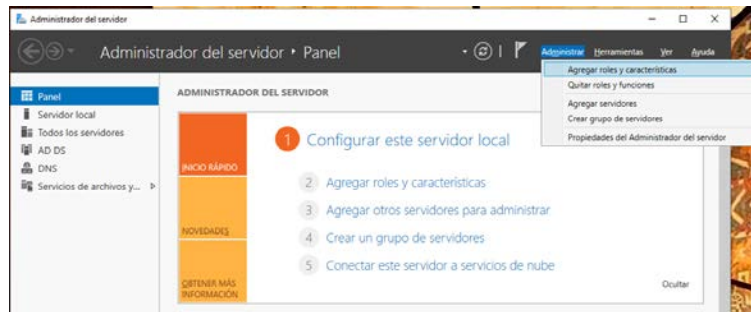 Administrador del servidor
Administrador del servidor • Panel
Administrar Herramientas Ver Ayuda
Agregar roles y características
Quitar roles y funciones
Agregar servidores
Crear grupo de servidores
Propiedades del Administrador del servidor
Panel
Servidor local
Todos los servidores
AD DS
DNS
Servicios de archivos y...
ADMINISTRADOR DEL SERVIDOR
INICIO RÁPIDO
NOVEDADES
OBTENER MÁS
INFORMACIÓN
1 Configurar este servidor local
2 Agregar roles y características
3 Agregar otros servidores para administrar
4 Crear un grupo de servidores
5 Conectar este servidor a servicios de nube
Ocultar